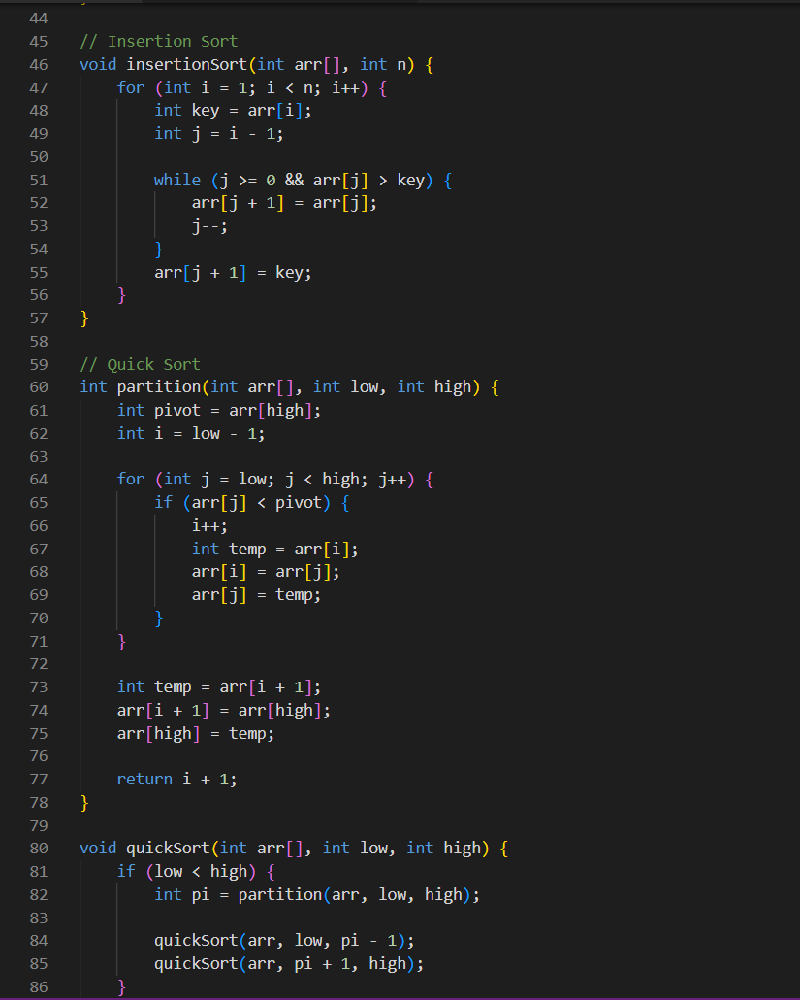 44
45 // Insertion Sort
46 void insertionSort(int arr[], int n) {
47     for (int i = 1; i < n; i++) {
48         int key = arr[i];
49         int j = i - 1;
50
51         while (j >= 0 && arr[j] > key) {
52             arr[j + 1] = arr[j];
53             j--;
54         }
55         arr[j + 1] = key;
56     }
57 }
58
59 // Quick Sort
60 int partition(int arr[], int low, int high) {
61     int pivot = arr[high];
62     int i = low - 1;
63
64     for (int j = low; j < high; j++) {
65         if (arr[j] < pivot) {
66             i++;
67             int temp = arr[i];
68             arr[i] = arr[j];
69             arr[j] = temp;
70         }
71     }
72
73     int temp = arr[i + 1];
74     arr[i + 1] = arr[high];
75     arr[high] = temp;
76
77     return i + 1;
78 }
79
80 void quickSort(int arr[], int low, int high) {
81     if (low < high) {
82         int pi = partition(arr, low, high);
83
84         quickSort(arr, low, pi - 1);
85         quickSort(arr, pi + 1, high);
86     }